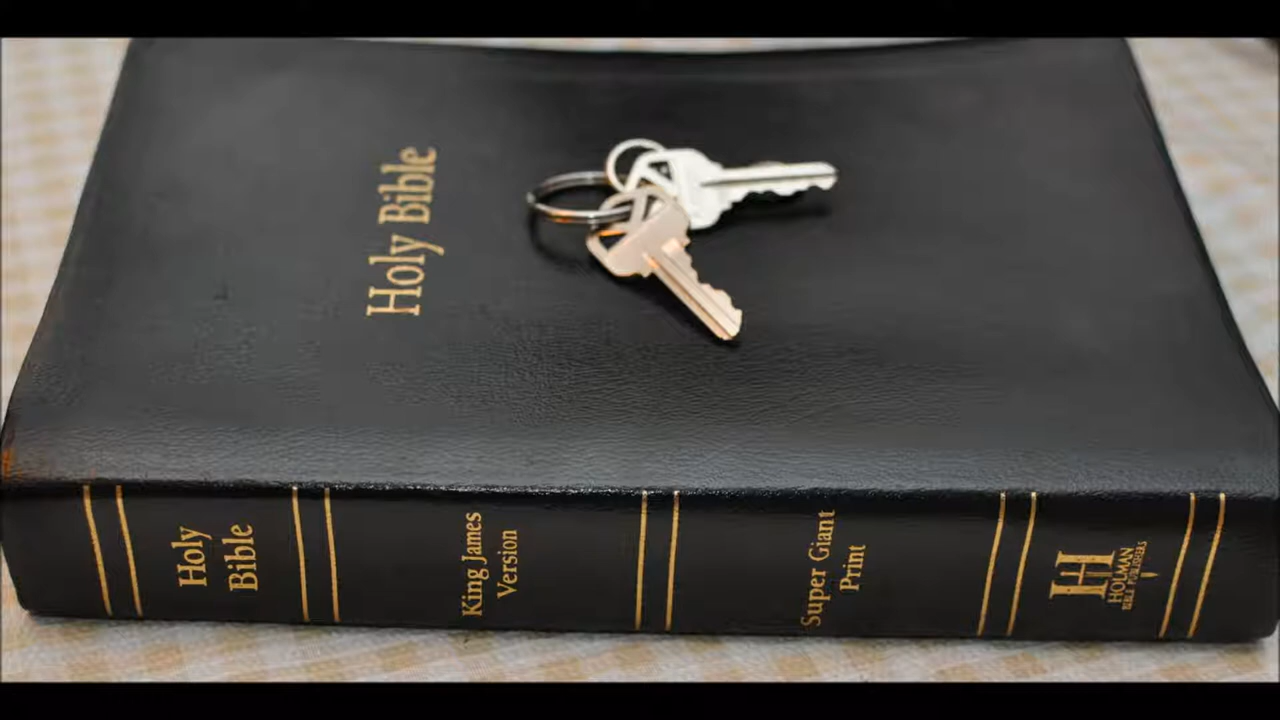 Holy Bible
Holy
Bible
King James
Version
Super Giant
Print
HOLMAN
BIBLE PUBLISHERS